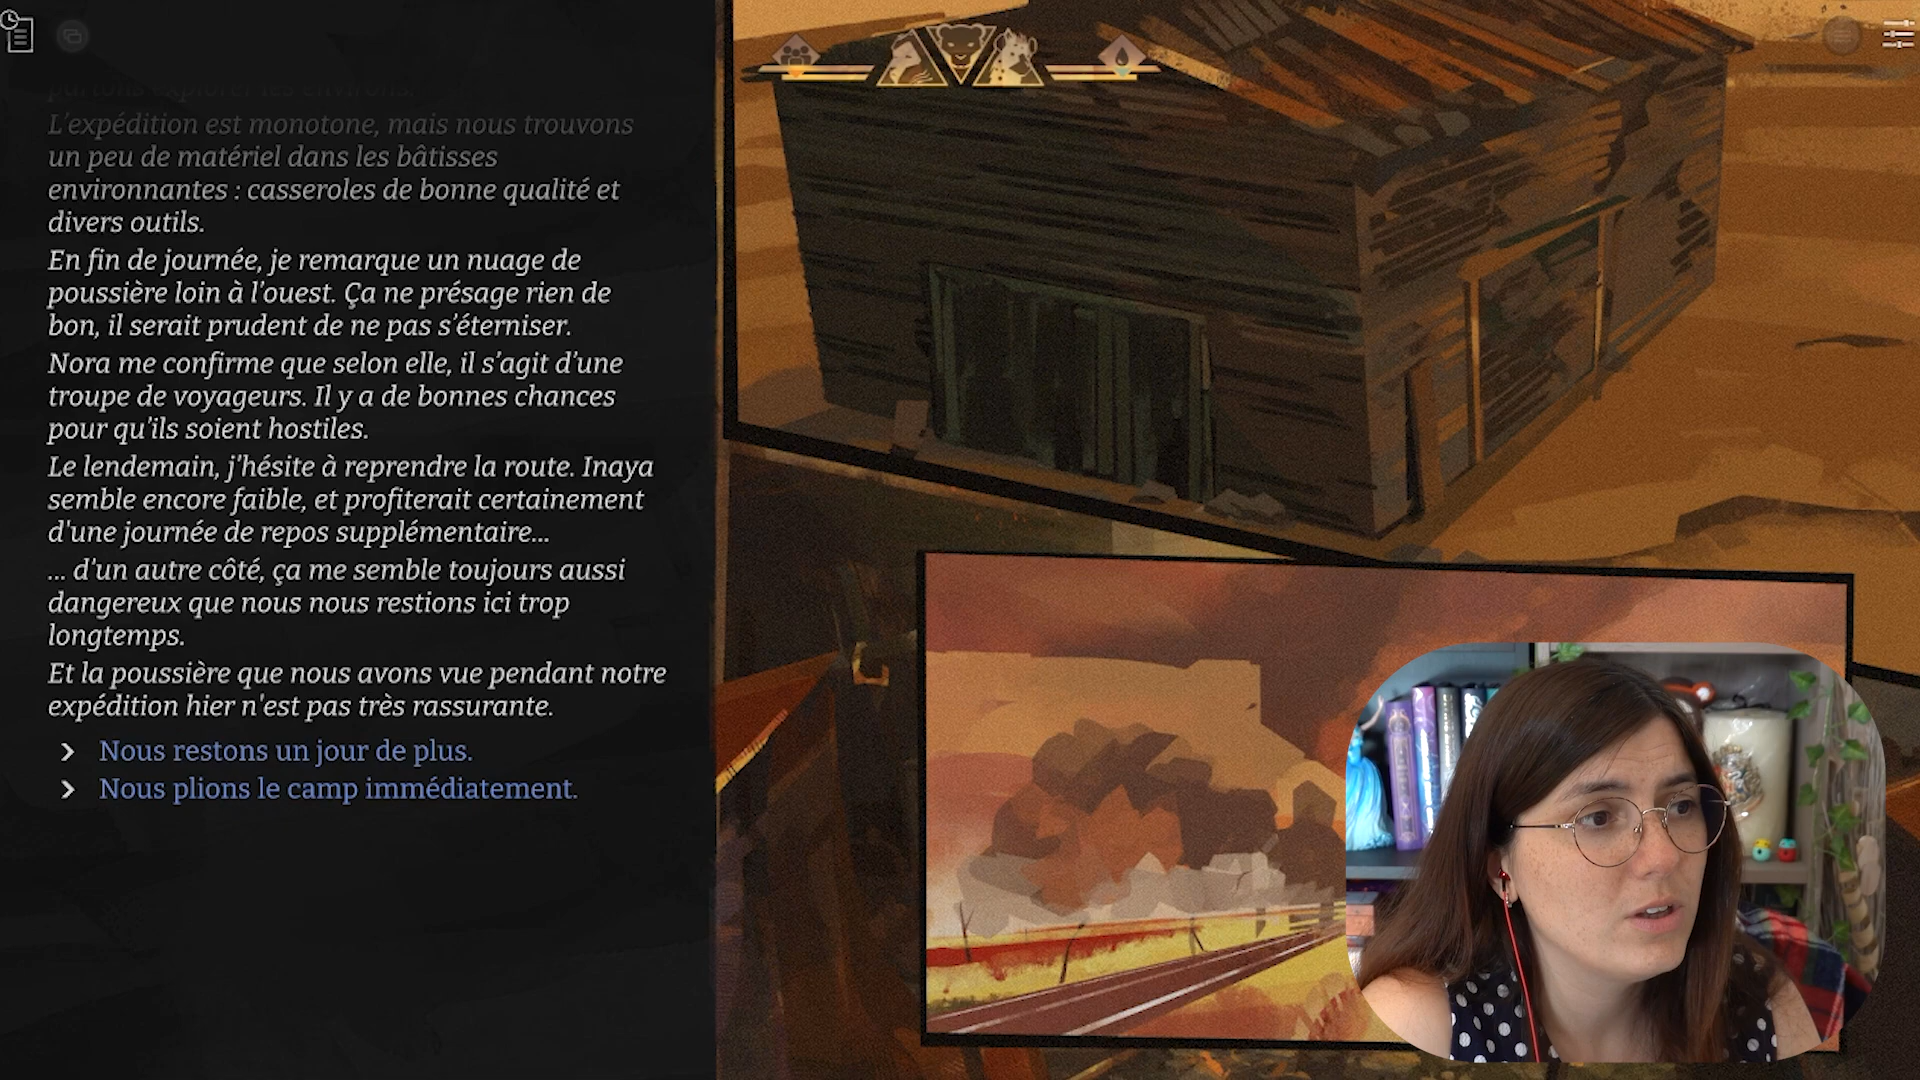 partons explorer les environs.
L'expédition est monotone, mais nous trouvons
un peu de matériel dans les bâtisses
environnantes : casseroles de bonne qualité et
divers outils.
En fin de journée, je remarque un nuage de
poussière loin à l'ouest. Ça ne présage rien de
bon, il serait prudent de ne pas s'éterniser.
Nora me confirme que selon elle, il s'agit d'une
troupe de voyageurs. Il y a de bonnes chances
pour qu'ils soient hostiles.
Le lendemain, j'hésite à reprendre la route. Inaya
semble encore faible, et profiterait certainement
d'une journée de repos supplémentaire...
... d'un autre côté, ça me semble toujours aussi
dangereux que nous nous restions ici trop
longtemps.
Et la poussière que nous avons vue pendant notre
expédition hier n'est pas très rassurante.
Nous restons un jour de plus.
Nous plions le camp immédiatement.